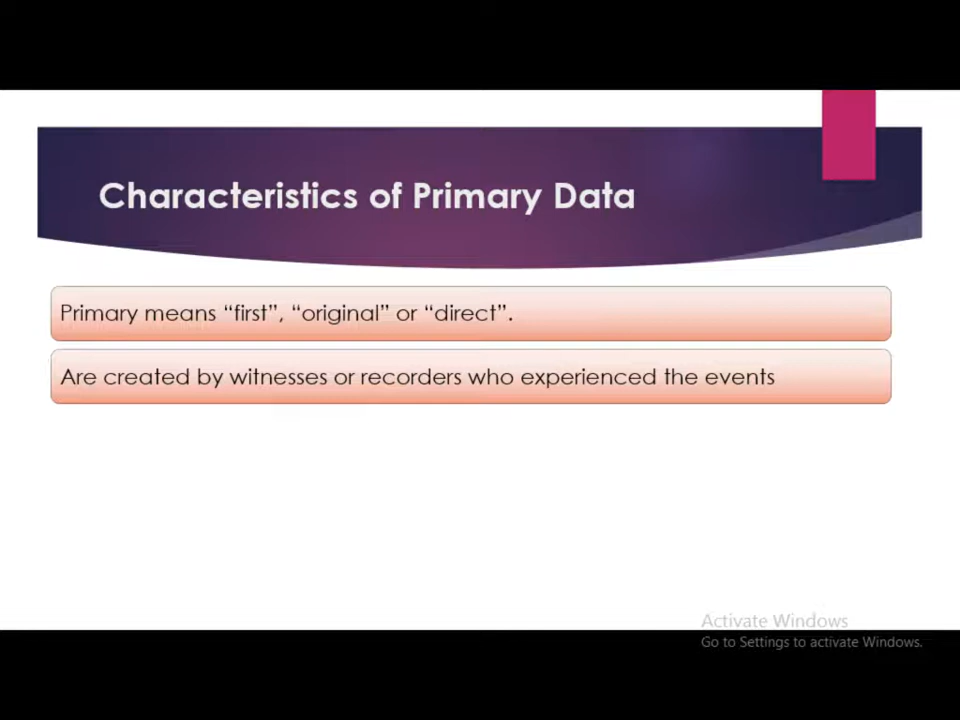 Characteristics of Primary Data
Primary means “first”, “original” or “direct”.
Are created by witnesses or recorders who experienced the events
Activate Windows
Go to Settings to activate Windows.